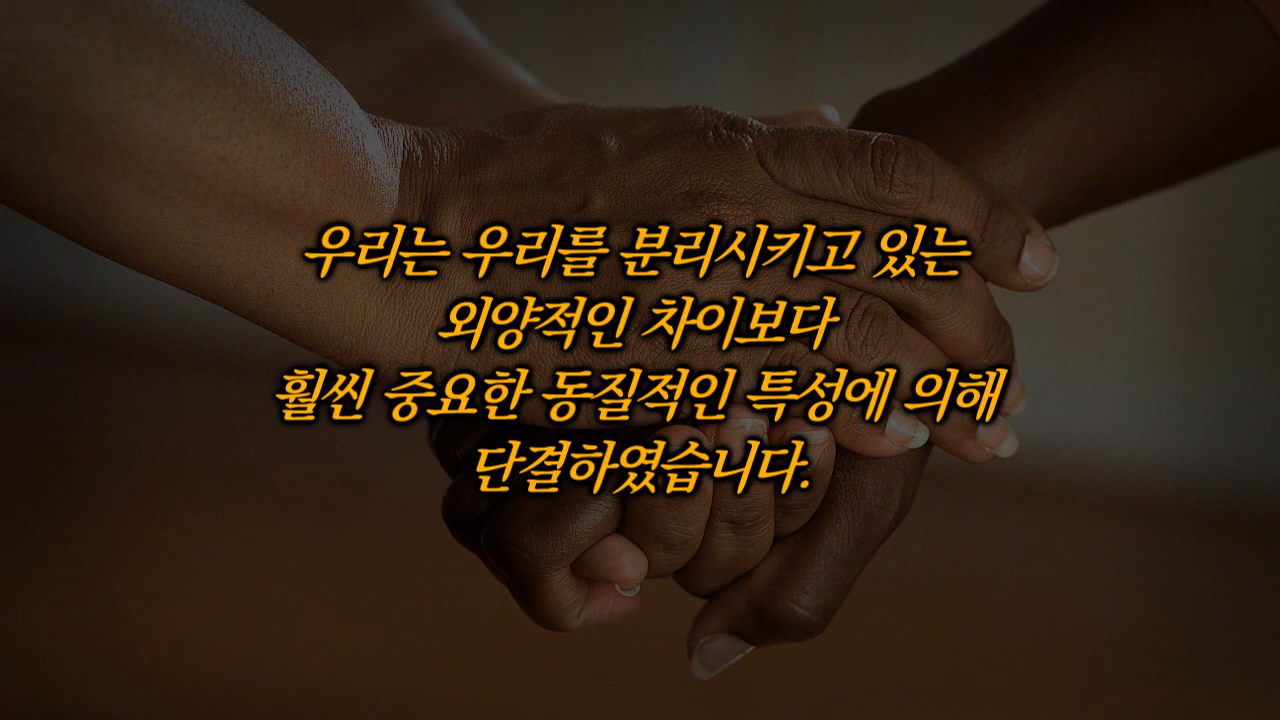 우리는 우리를 분리시키고 있는
외양적인 차이보다
훨씬 중요한 동질적인 특성에 의해
단결하였습니다.